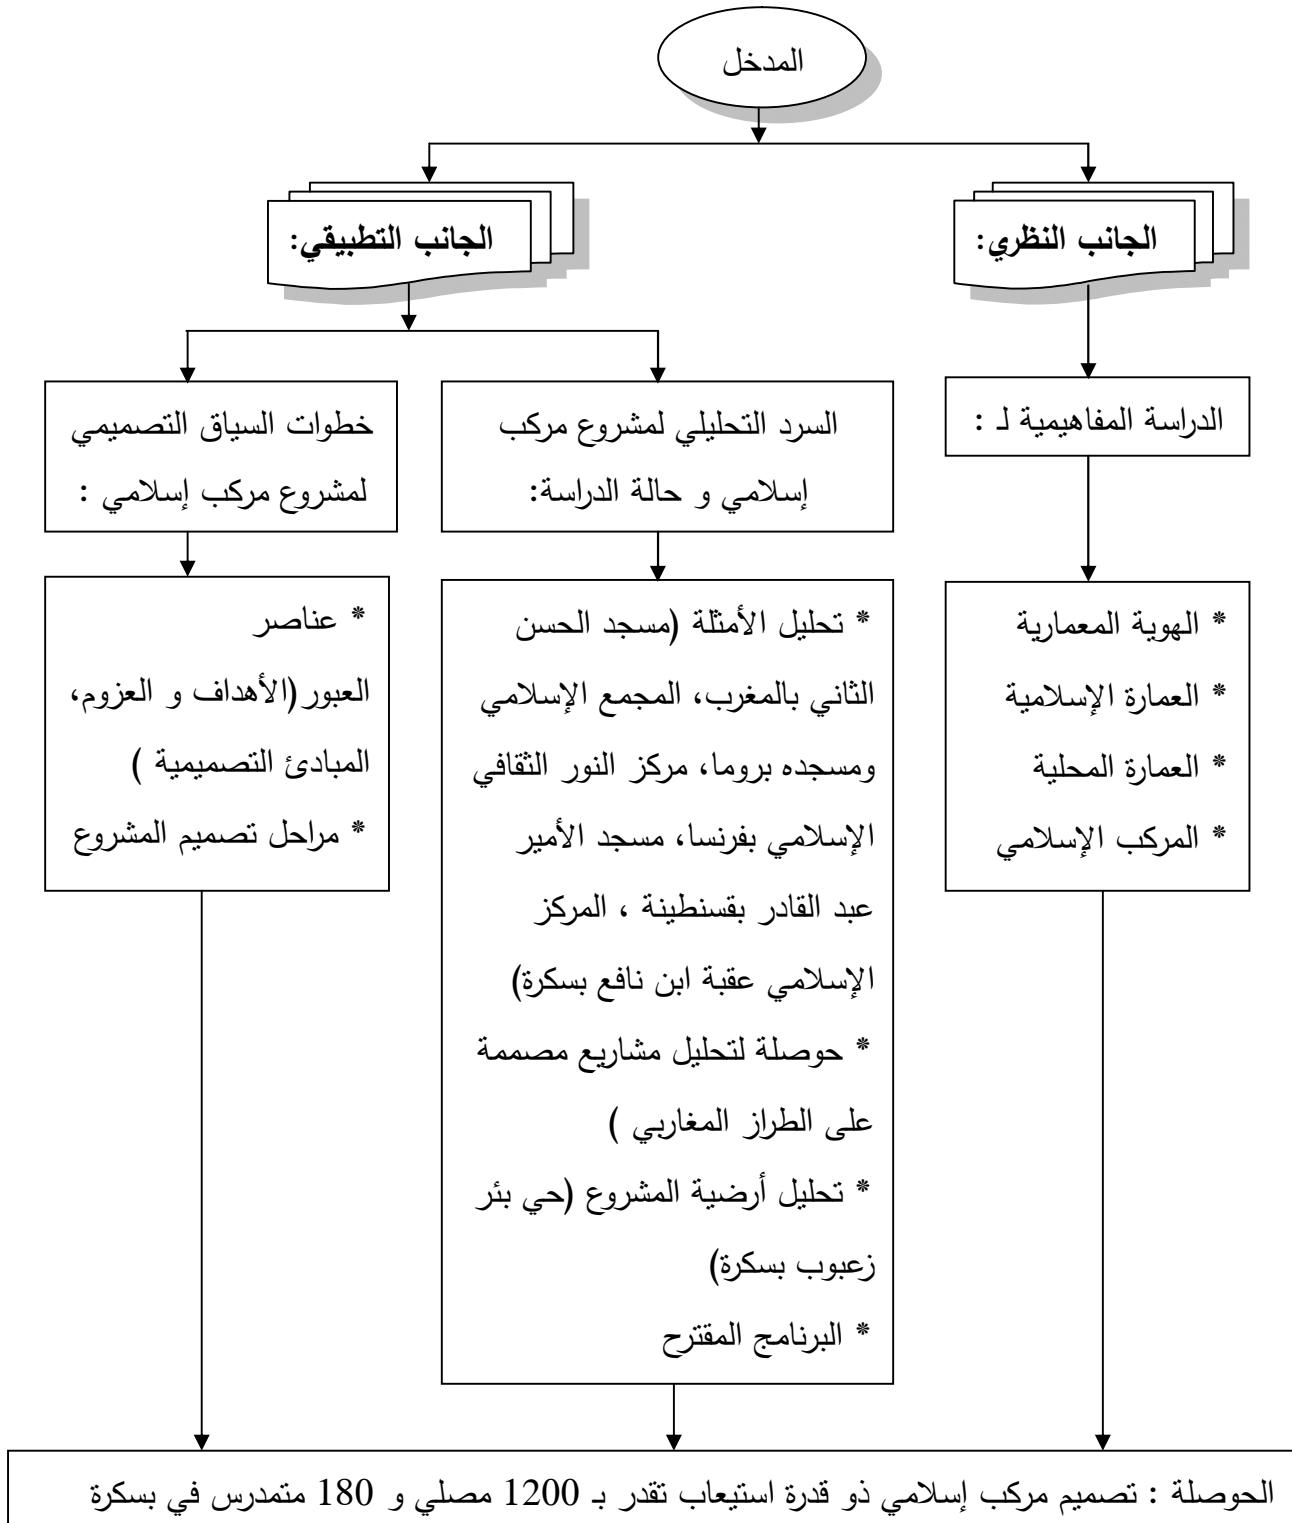 المدخل
الجانب النظري:
الجانب التطبيقي:
الدراسة المفاهيمية لـ :
السرد التحليلي لمشروع مركب
إسلامي و حالة الدراسة:
خطوات السياق التصميمي
لمشروع مركب إسلامي :
* الهوية المعمارية
* العمارة الإسلامية
* العمارة المحلية
* المركب الإسلامي
* تحليل الأمثلة (مسجد الحسن
الثاني بالمغرب، المجمع الإسلامي
ومسجده بروما، مركز النور الثقافي
الإسلامي بفرنسا، مسجد الأمير
عبد القادر بقسنطينة ، المركز
الإسلامي عقبة ابن نافع بسكرة)
* حوصلة لتحليل مشاريع مصممة
على الطراز المغاربي )
* تحليل أرضية المشروع (حي بئر
زعبوب بسكرة)
* البرنامج المقترح
* عناصر
العبور(الأهداف و العزوم،
المبادئ التصميمية )
* مراحل تصميم المشروع
الحوصلة : تصميم مركب إسلامي ذو قدرة استيعاب تقدر بـ 1200 مصلي و 180 متمدرس في بسكرة